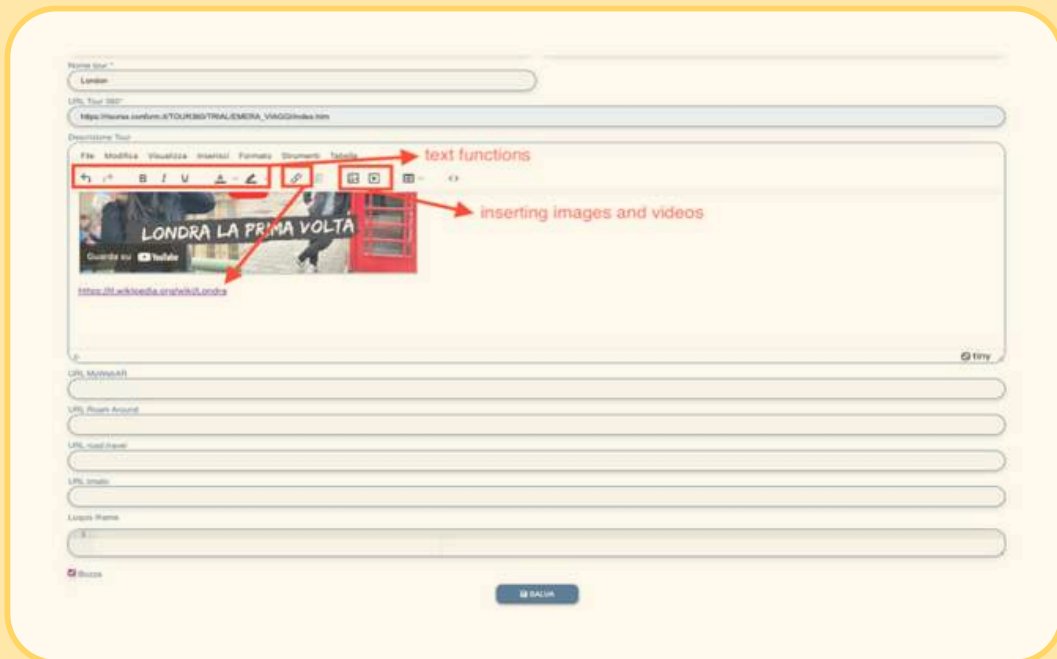 Nome tour *
London
URL Tour 360°
Descrizione Tour
File Modifica Visualizza Inserisci Formato Strumenti Tabella
text functions
B I U A
inserting images and videos
LONDRA LA PRIMA VOLTA
Guarda su YouTube
https://it.wikipedia.org/wiki/Londra
p
tiny
URL MyWebAR
URL Roam Around
URL road.travel
URL Izi
Iframe
1
Bozza
SALVA